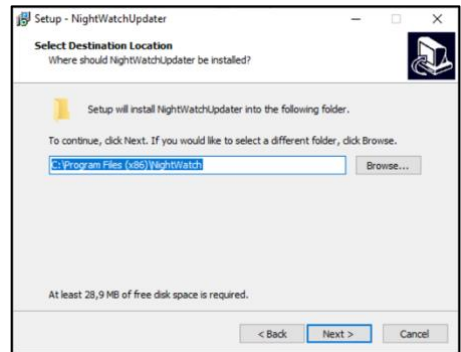 Setup - NightWatchUpdater
Select Destination Location
Where should NightWatchUpdater be installed?
Setup will install NightWatchUpdater into the following folder.
To continue, click Next. If you would like to select a different folder, click Browse.
C:\Program Files (x86)\NightWatch
Browse...
At least 28,9 MB of free disk space is required.
< Back Next > Cancel